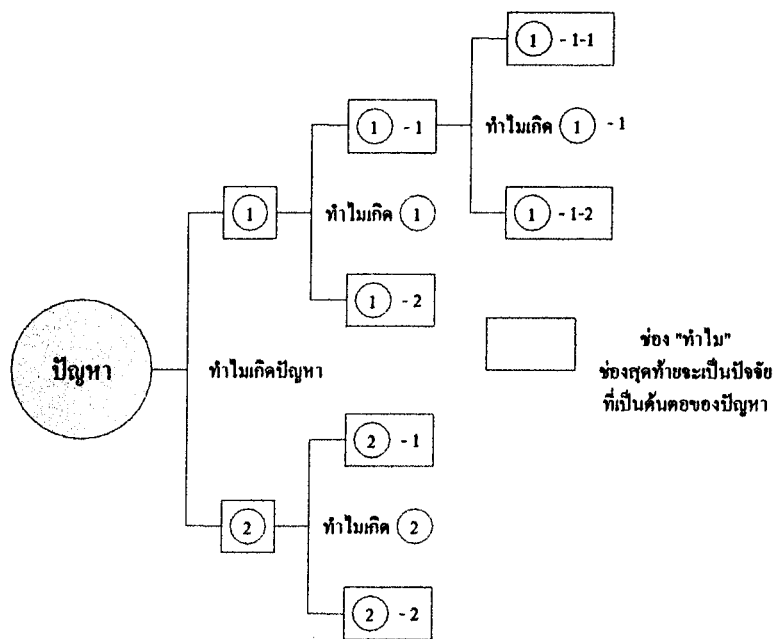 ① - 1-1
① - 1
ทำไมเกิด ① - 1
①
ทำไมเกิด ①
① - 1-2
① - 2
ปัญหา
ทำไมเกิดปัญหา
ช่อง "ทำไม"
ช่องสุดท้ายจะเป็นปัจจัย
ที่เป็นต้นตอของปัญหา
② - 1
②
ทำไมเกิด ②
② - 2